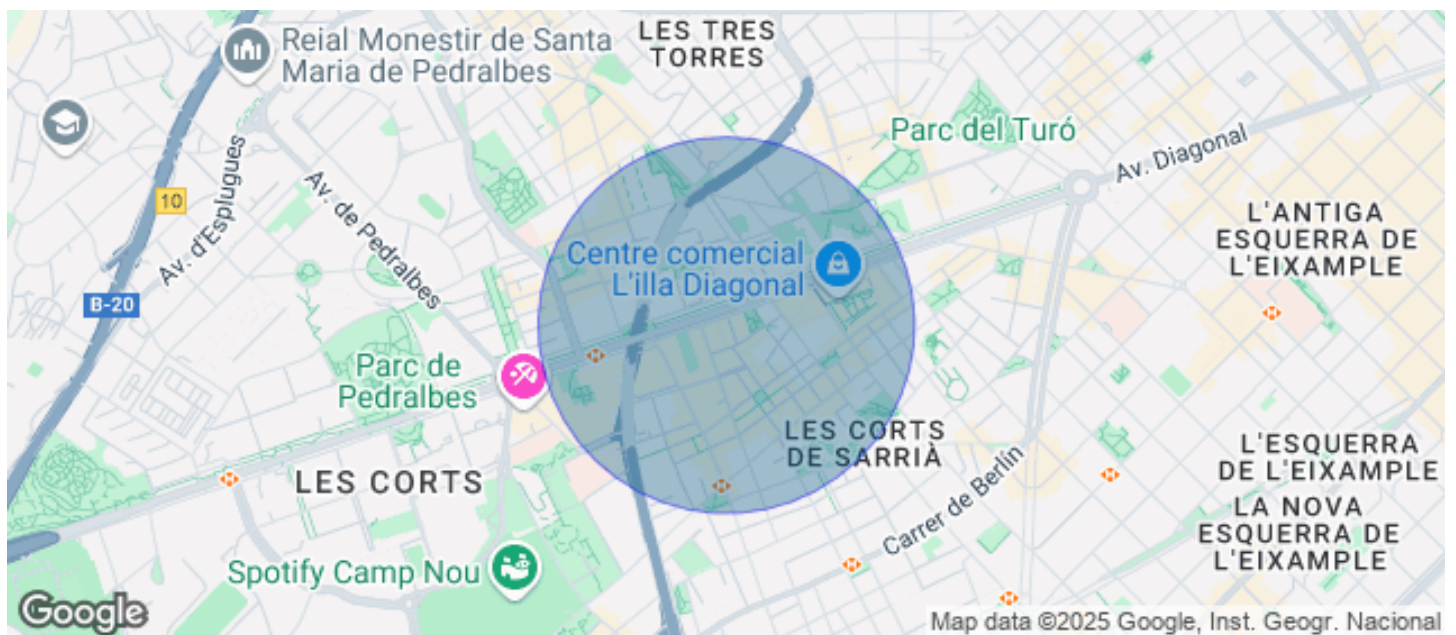 LES TRES
TORRES
Reial Monestir de Santa
Maria de Pedralbes
Parc del Turó
Av. Diagonal
Av. d'Esplugues
10
Av. de Pedralbes
L'ANTIGA
ESQUERRA DE
L'EIXAMPLE
Centre comercial
L'illa Diagonal
B-20
Parc de
Pedralbes
LES CORTS
DE SARRIÀ
L'ESQUERRA
DE L'EIXAMPLE
LES CORTS
Carrer de Berlín
LA NOVA
ESQUERRA DE
L'EIXAMPLE
Spotify Camp Nou
Google
Map data ©2025 Google, Inst. Geogr. Nacional